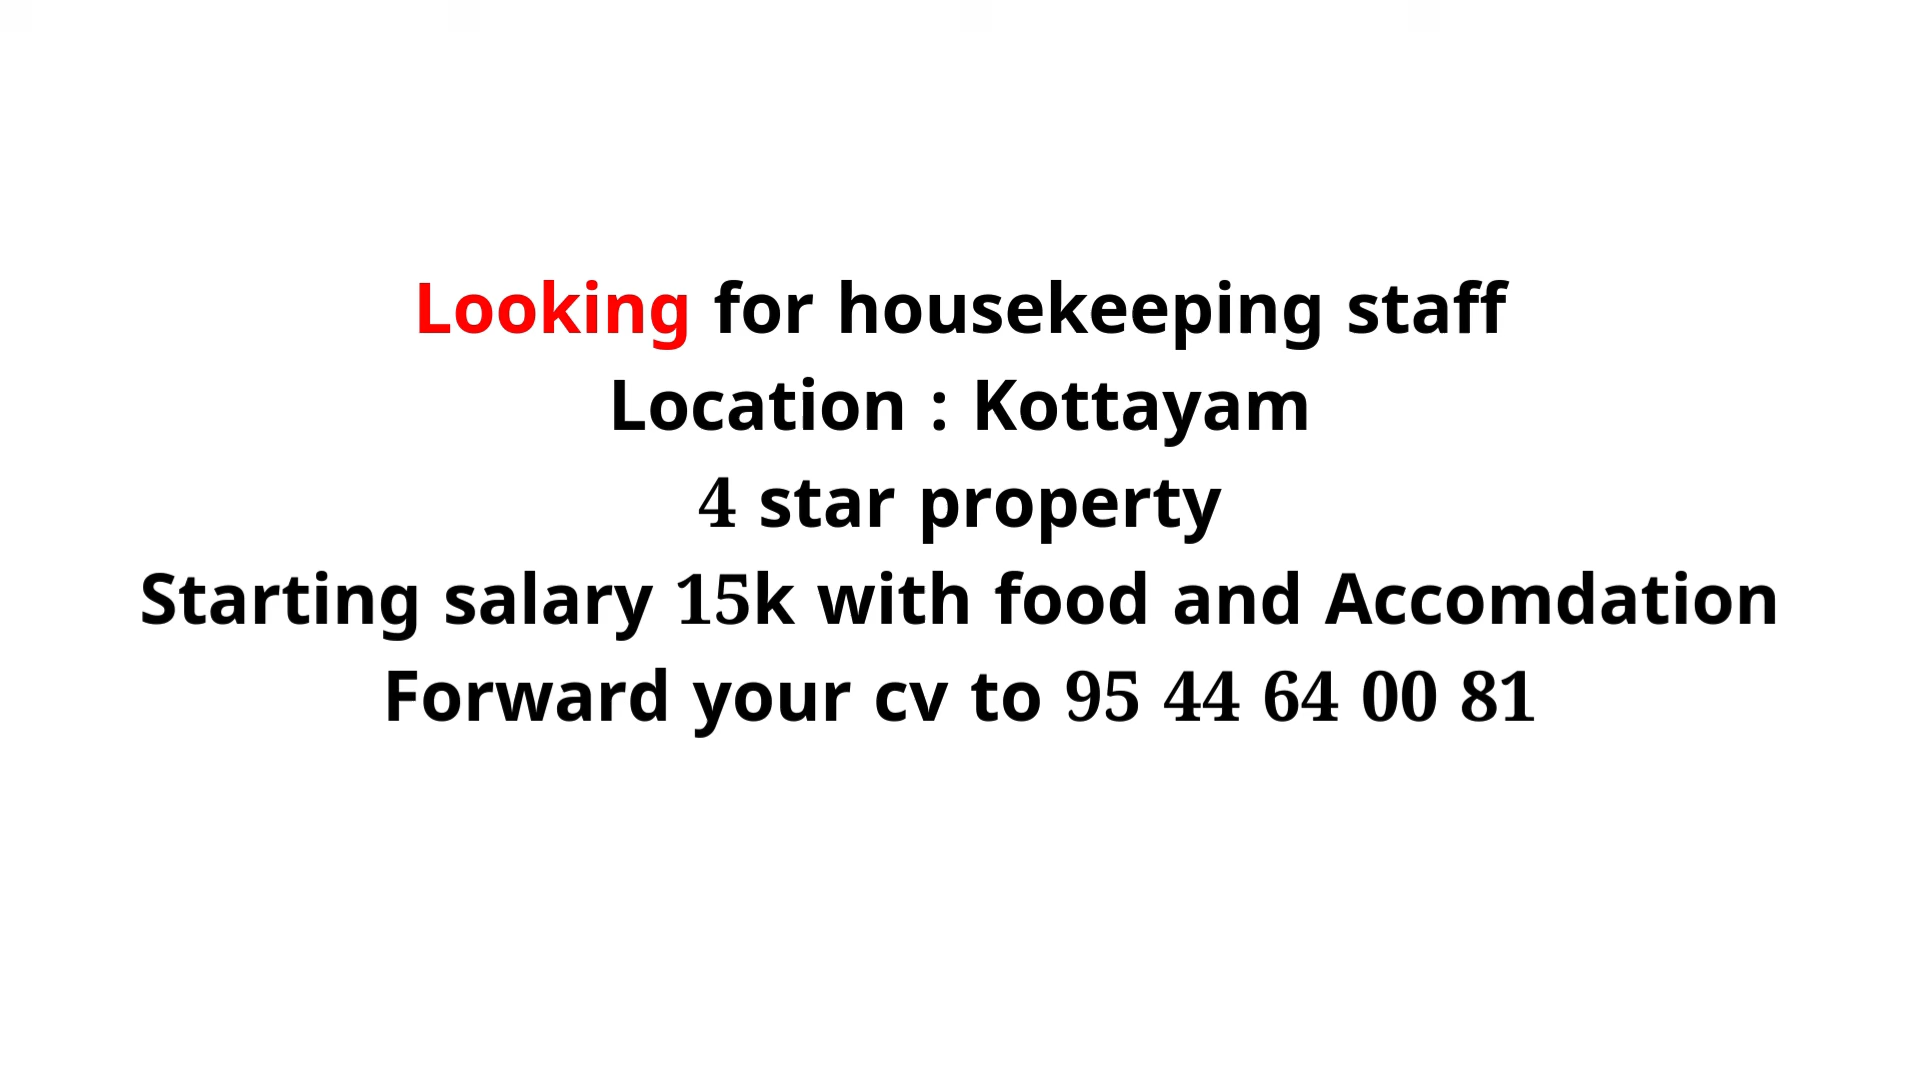 Looking for housekeeping staff
Location : Kottayam
4 star property
Starting salary 15k with food and Accomdation
Forward your cv to 95 44 64 00 81